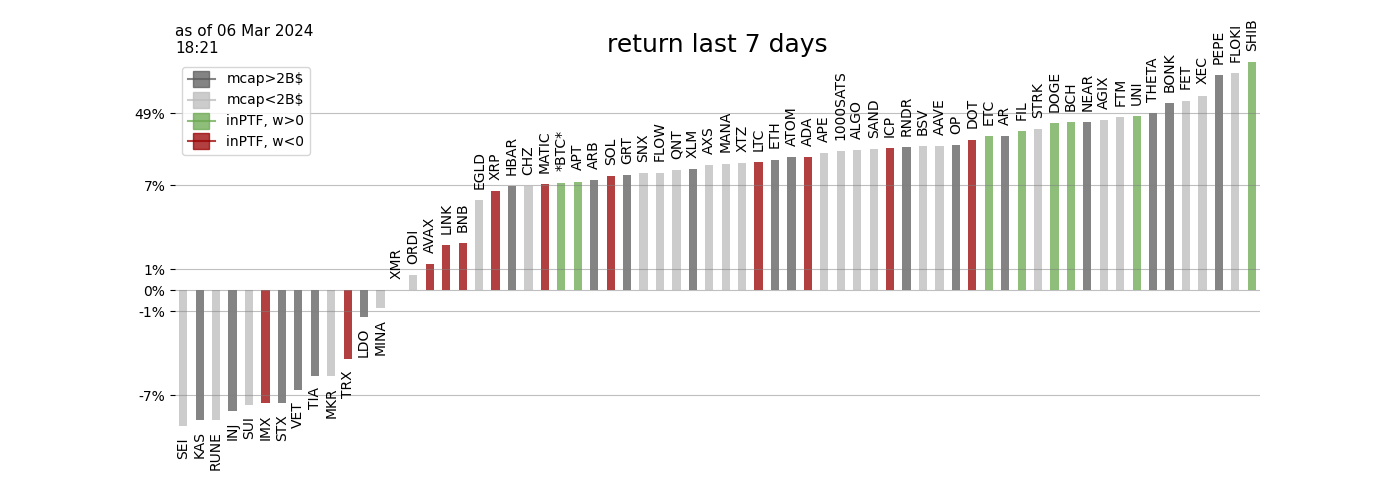 as of 06 Mar 2024
18:21
return last 7 days
mcap>2B$
mcap<2B$
inPTF, w>0
inPTF, w<0
49%
7%
1%
0%
-1%
-7%
SEI
KAS
RUNE
INJ
SUI
IMX
STX
VET
TIA
MKR
TRX
LDO
MINA
XMR
ORDI
AVAX
LINK
BNB
EGLD
XRP
HBAR
CHZ
MATIC
*BTC*
APT
ARB
SOL
GRT
SNX
FLOW
QNT
XLM
AXS
MANA
XTZ
LTC
ETH
ATOM
ADA
APE
1000SATS
ALGO
SAND
ICP
RNDR
BSV
AAVE
OP
DOT
ETC
AR
FIL
STRK
DOGE
BCH
NEAR
AGIX
FTM
UNI
THETA
BONK
FET
XEC
PEPE
FLOKI
SHIB